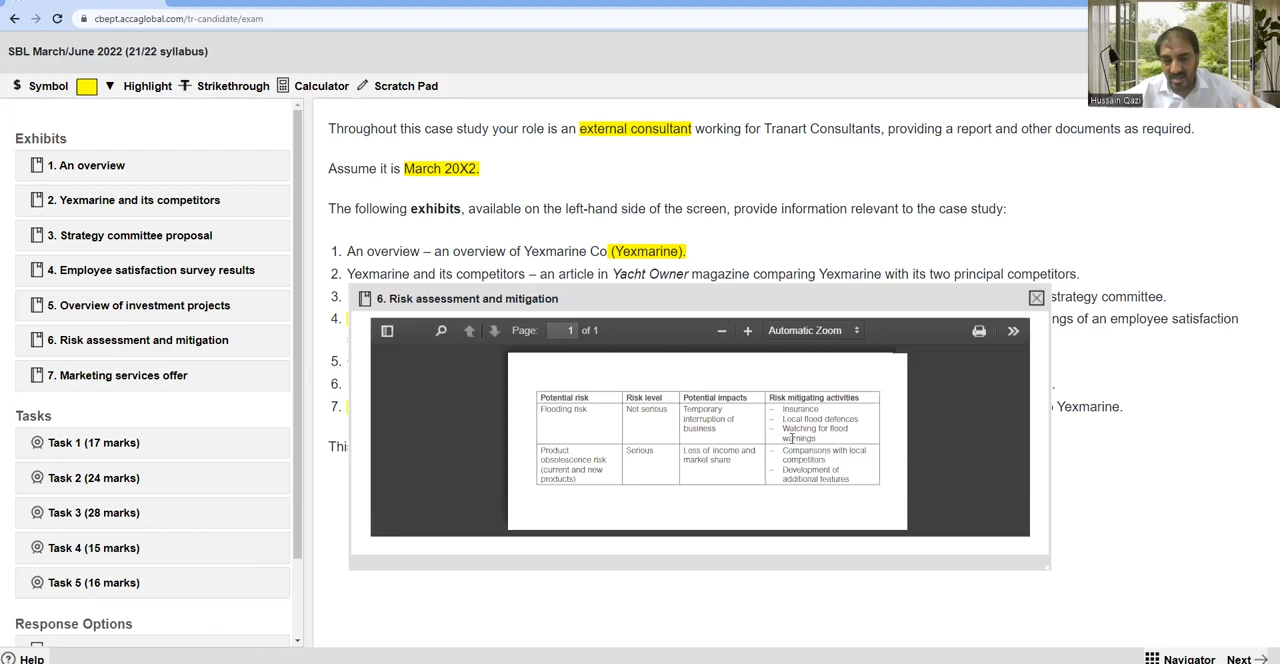 cbept.accaglobal.com/tr-candidate/exam
SBL March/June 2022 (21/22 syllabus)
$ Symbol ▼ Highlight Strikethrough Calculator Scratch Pad
Hussain Qazi
Exhibits
1. An overview
2. Yexmarine and its competitors
3. Strategy committee proposal
4. Employee satisfaction survey results
5. Overview of investment projects
6. Risk assessment and mitigation
7. Marketing services offer
Tasks
Task 1 (17 marks)
Task 2 (24 marks)
Task 3 (28 marks)
Task 4 (15 marks)
Task 5 (16 marks)
Response Options
Throughout this case study your role is an external consultant working for Tranart Consultants, providing a report and other documents as required.
Assume it is March 20X2.
The following exhibits, available on the left-hand side of the screen, provide information relevant to the case study:
1. An overview – an overview of Yexmarine Co (Yexmarine).
2. Yexmarine and its competitors – an article in Yacht Owner magazine comparing Yexmarine with its two principal competitors.
3. strategy committee.
4. ngs of an employee satisfaction
5.
6.
7. Yexmarine.
Thi
6. Risk assessment and mitigation
Page: 1 of 1 − + Automatic Zoom
Potential risk Risk level Potential impacts Risk mitigating activities
Flooding risk Not serious Temporary – Insurance
interruption of – Local flood defences
business – Watching for flood
warnings
Product Serious Loss of income and – Comparisons with local
obsolescence risk market share competitors
(current and new – Development of
products) additional features
? Help
Navigator Next